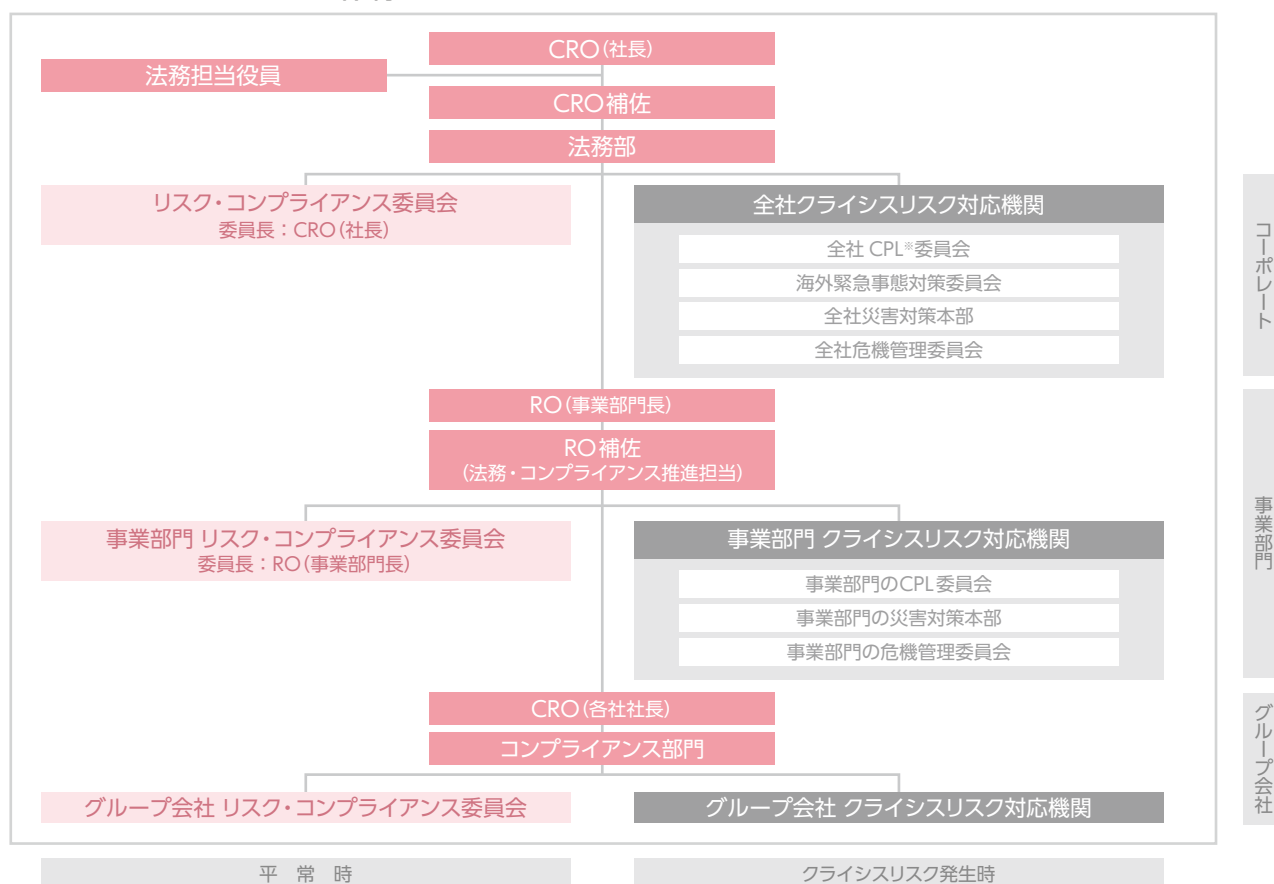 CRO(社長)
法務担当役員
CRO補佐
法務部
リスク・コンプライアンス委員会
委員長：CRO(社長)
全社クライシスリスク対応機関
全社 CPL※委員会
海外緊急事態対策委員会
全社災害対策本部
全社危機管理委員会
コーポレート
RO(事業部門長)
RO補佐
(法務・コンプライアンス推進担当)
事業部門 リスク・コンプライアンス委員会
委員長：RO(事業部門長)
事業部門 クライシスリスク対応機関
事業部門のCPL委員会
事業部門の災害対策本部
事業部門の危機管理委員会
事業部門
CRO(各社社長)
コンプライアンス部門
グループ会社 リスク・コンプライアンス委員会
グループ会社 クライシスリスク対応機関
グループ会社
平常時
クライシスリスク発生時